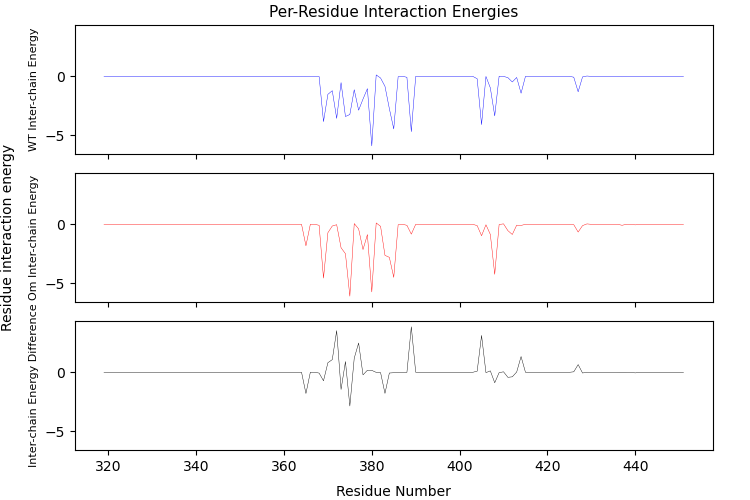 Per-Residue Interaction Energies
Residue interaction energy
WT Inter-chain Energy
0
−5
Om Inter-chain Energy
0
−5
Inter-chain Energy Difference
0
−5
320 340 360 380 400 420 440
Residue Number